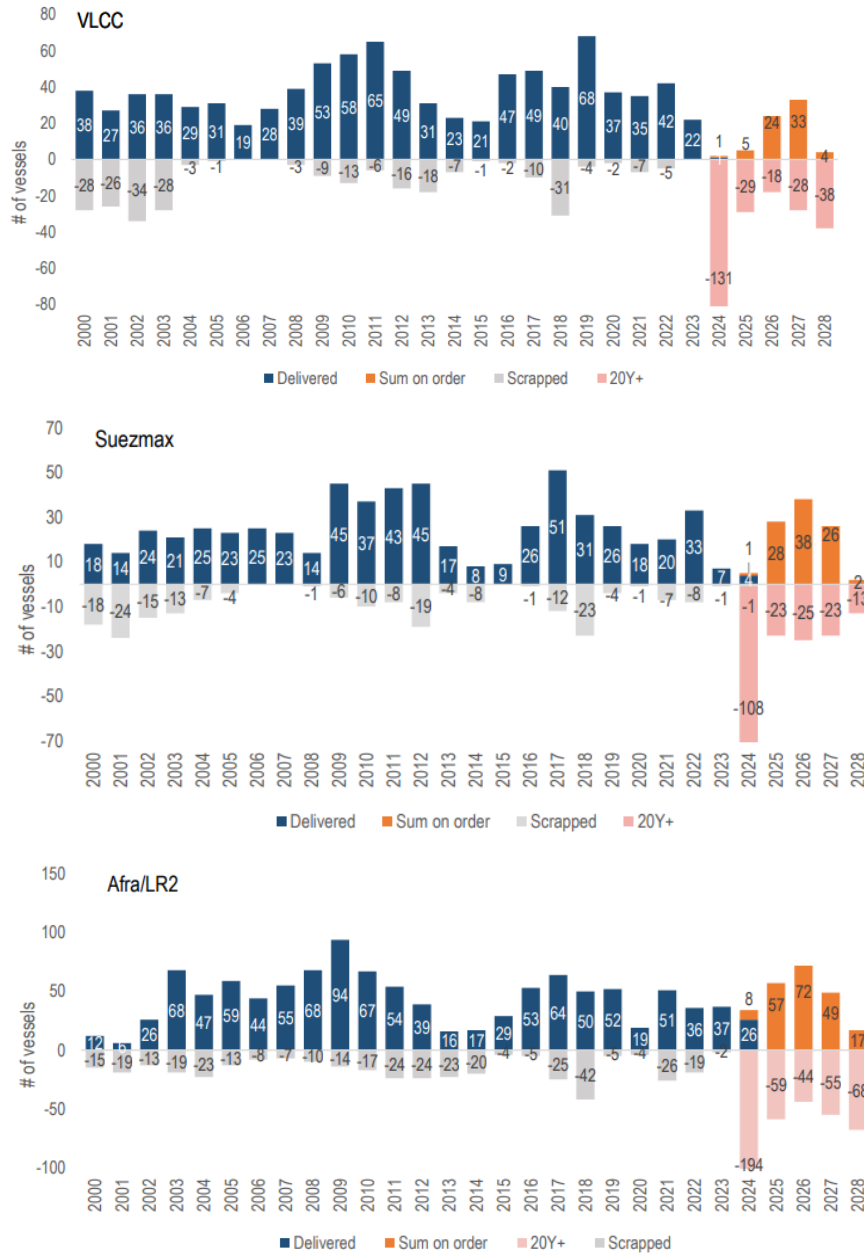 VLCC
80
60
40
20
0
-20
-40
-60
-80
# of vessels
38 27 36 36 29 31 19 28 39 53 58 65 49 31 23 21 47 49 40 68 37 35 42 22 1 5 24 33 4
-28 -26 -34 -28 -3 -1 -3 -9 -13 -6 -16 -18 -7 -1 -2 -10 -31 -4 -2 -7 -5 1 -131 -29 -18 -28 -38
2000 2001 2002 2003 2004 2005 2006 2007 2008 2009 2010 2011 2012 2013 2014 2015 2016 2017 2018 2019 2020 2021 2022 2023 2024 2025 2026 2027 2028
Delivered Sum on order Scrapped 20Y+
Suezmax
70
50
30
10
-10
-30
-50
-70
# of vessels
18 14 24 21 25 23 25 23 14 45 37 43 45 17 8 9 26 51 31 26 18 20 33 7 1 4 28 38 26 2
-18 -24 -15 -13 -7 -4 -1 -6 -10 -8 -19 -4 -8 -1 -12 -23 -4 -1 -7 -8 -1 -1 -108 -23 -25 -23 -13
2000 2001 2002 2003 2004 2005 2006 2007 2008 2009 2010 2011 2012 2013 2014 2015 2016 2017 2018 2019 2020 2021 2022 2023 2024 2025 2026 2027 2028
Delivered Sum on order Scrapped 20Y+
Afra/LR2
150
100
50
0
-50
-100
# of vessels
12 6 26 68 47 59 44 55 68 94 67 54 39 16 17 29 53 64 50 52 19 51 36 37 8 26 57 72 49 17
-15 -19 -13 -19 -23 -13 -8 -7 -10 -14 -17 -24 -24 -23 -20 -4 -5 -25 -42 -5 -4 -26 -19 -2 -194 -59 -44 -55 -68
2000 2001 2002 2003 2004 2005 2006 2007 2008 2009 2010 2011 2012 2013 2014 2015 2016 2017 2018 2019 2020 2021 2022 2023 2024 2025 2026 2027 2028
Delivered Sum on order 20Y+ Scrapped